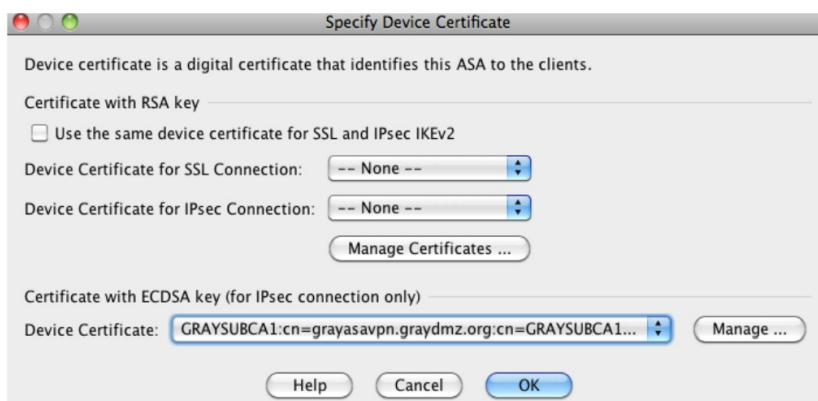 Specify Device Certificate
Device certificate is a digital certificate that identifies this ASA to the clients.
Certificate with RSA key
Use the same device certificate for SSL and IPsec IKEv2
Device Certificate for SSL Connection: -- None --
Device Certificate for IPsec Connection: -- None --
Manage Certificates ...
Certificate with ECDSA key (for IPsec connection only)
Device Certificate: GRAYSUBCA1:cn=grayasavpn.graydmz.org:cn=GRAYSUBCA1... Manage ...
Help Cancel OK